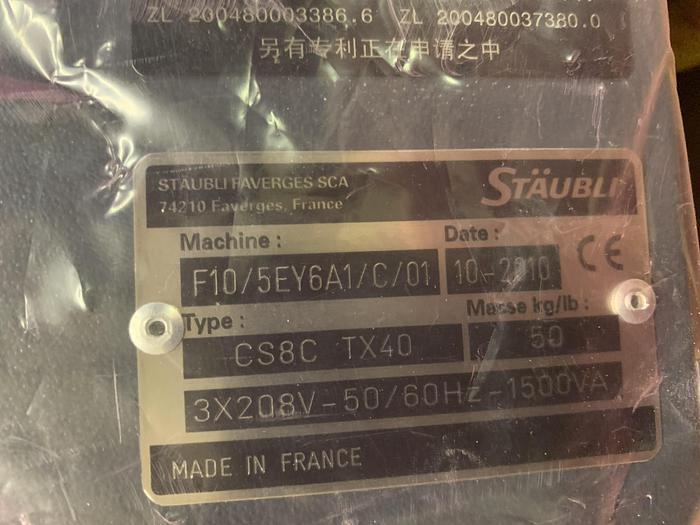 ZL 200480003386.6 ZL 200480037380.0
另有专利正在申请之中
STÄUBLI FAVERGES SCA
74210 Faverges, France
STÄUBLI
Machine : Date :
F10/5EY6A1/C/01 10-2010 CE
Type : Masse kg/lb :
CS8C TX40 50
3X208V-50/60HZ-1500VA
MADE IN FRANCE